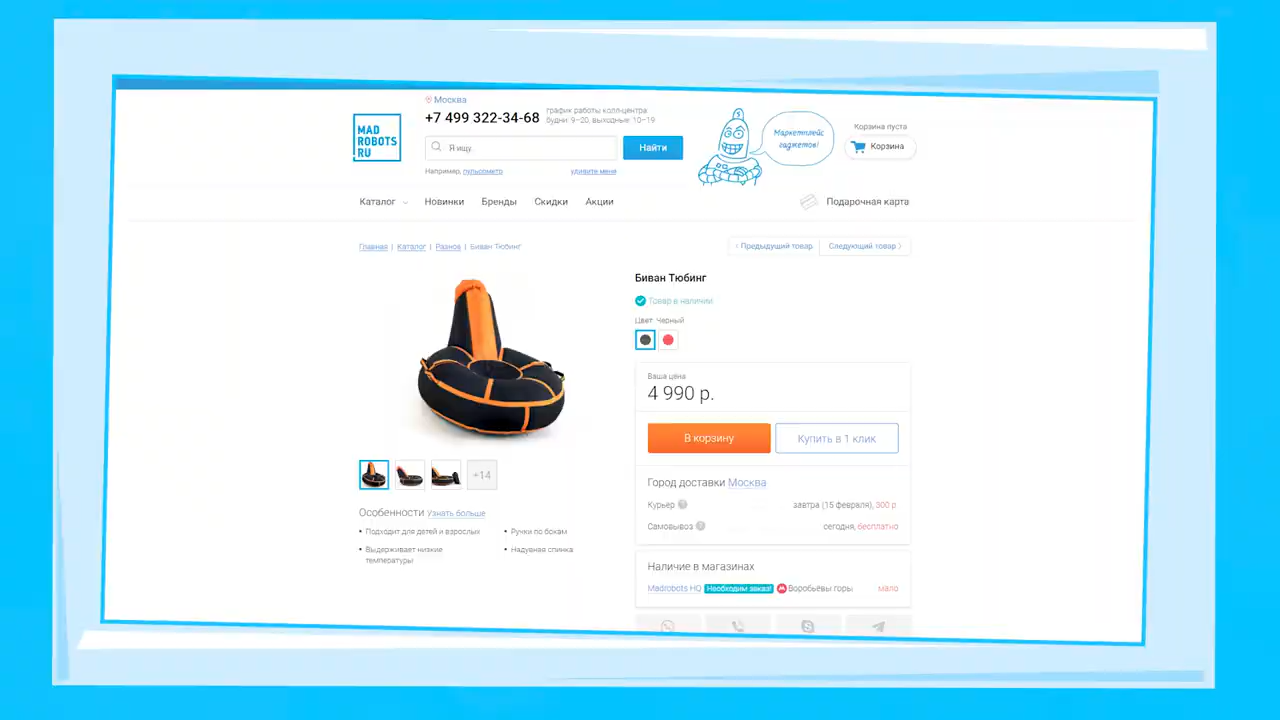 Москва
+7 499 322-34-68
график работы колл-центра:
будни: 9–20, выходные: 10–19
MAD
ROBOTS
RU
Я ищу..
Найти
Например, пульсометр
удивите меня
Маркетплейс
гаджетов!
Корзина пуста
Корзина
Каталог
Новинки
Бренды
Скидки
Акции
Подарочная карта
Главная | Каталог | Разное | Биван Тюбинг
Предыдущий товар
Следующий товар
Биван Тюбинг
Товар в наличии
Цвет: Черный
Ваша цена
4 990 р.
В корзину
Купить в 1 клик
+14
Город доставки Москва
Курьер ?
завтра (15 февраля), 300 р.
Самовывоз ?
сегодня, бесплатно
Особенности Узнать больше
• Подходит для детей и взрослых
• Ручки по бокам
• Выдерживает низкие
температуры
• Надувная спинка
Наличие в магазинах
Madrobots HQ Необходим заказ! Воробьёвы горы
мало